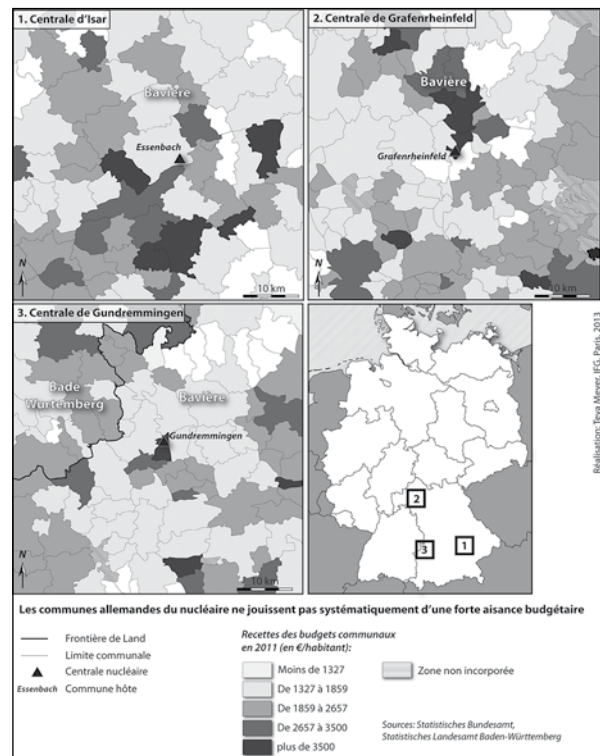 1. Centrale d'Isar
Bavière
Essenbach
N
10 km
2. Centrale de Grafenrheinfeld
Bavière
Grafenrheinfeld
N
10 km
3. Centrale de Gundremmingen
Bade
Wurtemberg
Bavière
Gundremmingen
N
10 km
2
3
1
Réalisation: Teva Meyer, IFG, Paris, 2013
Les communes allemandes du nucléaire ne jouissent pas systématiquement d'une forte aisance budgétaire
Frontière de Land
Limite communale
Centrale nucléaire
Essenbach Commune hôte
Recettes des budgets communaux
en 2011 (en €/habitant):
Moins de 1327
De 1327 à 1859
De 1859 à 2657
De 2657 à 3500
plus de 3500
Zone non incorporée
Sources: Statistisches Bundesamt,
Statistisches Landesamt Baden-Württemberg